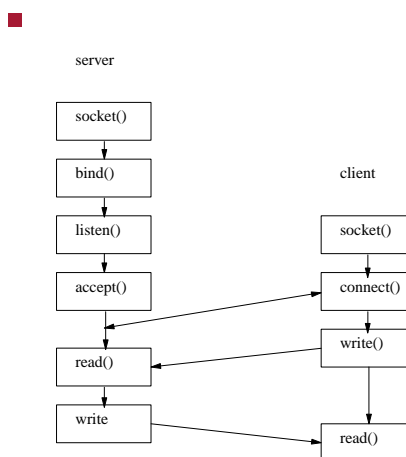 server
socket()
bind()
client
listen()
socket()
accept()
connect()
write()
read()
write
read()